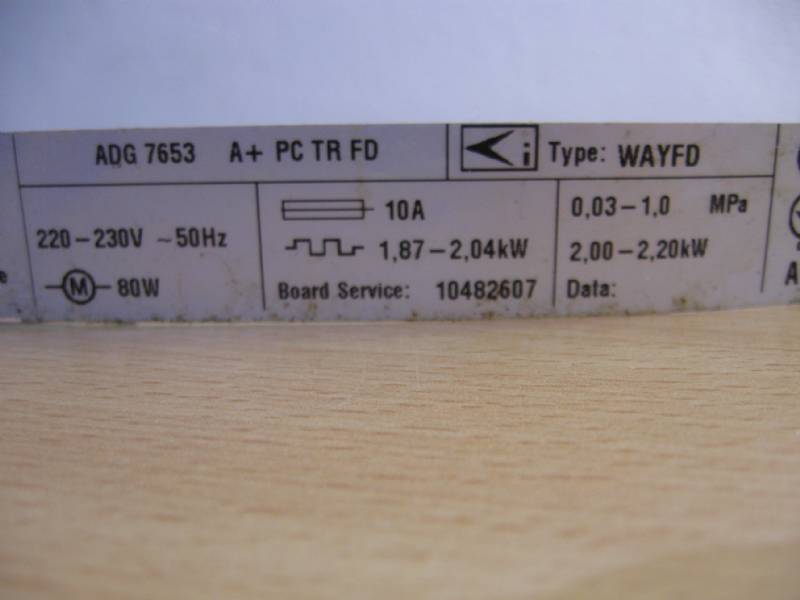 ADG 7653 A+ PC TR FD
i Type: WAYFD
220-230V ~50Hz
M 80W
10A
1,87-2,04kW
Board Service: 10482607
0,03-1,0 MPa
2,00-2,20kW
Data:
e
A